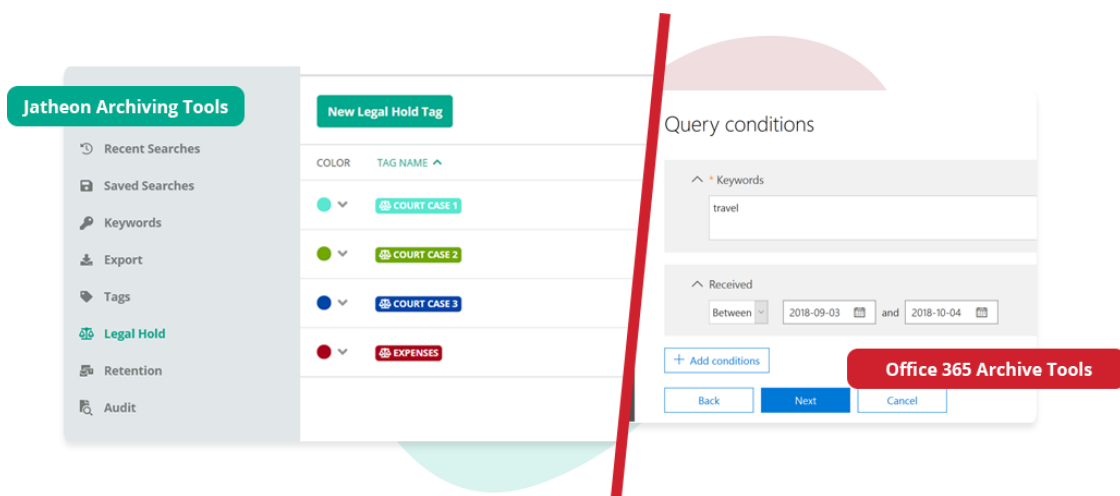 Jatheon Archiving Tools
Recent Searches
Saved Searches
Keywords
Export
Tags
Legal Hold
Retention
Audit
New Legal Hold Tag
COLOR TAG NAME
COURT CASE 1
COURT CASE 2
COURT CASE 3
EXPENSES
Query conditions
* Keywords
travel
Received
Between 2018-09-03 and 2018-10-04
+ Add conditions
Office 365 Archive Tools
Back Next Cancel